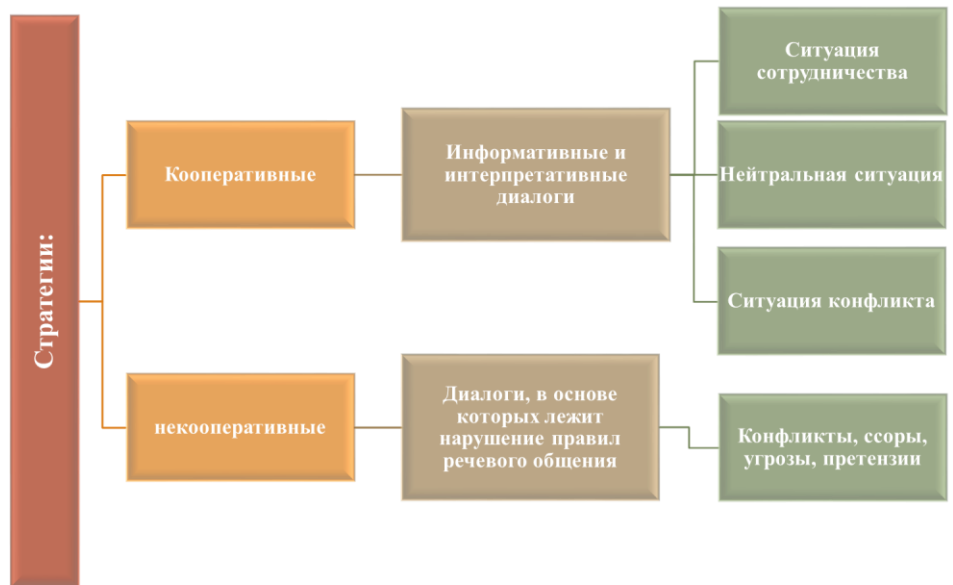 Стратегии:
Кооперативные
Информативные и
интерпретативные
диалоги
Ситуация
сотрудничества
Нейтральная ситуация
Ситуация конфликта
некооперативные
Диалоги, в основе
которых лежит
нарушение правил
речевого общения
Конфликты, ссоры,
угрозы, претензии